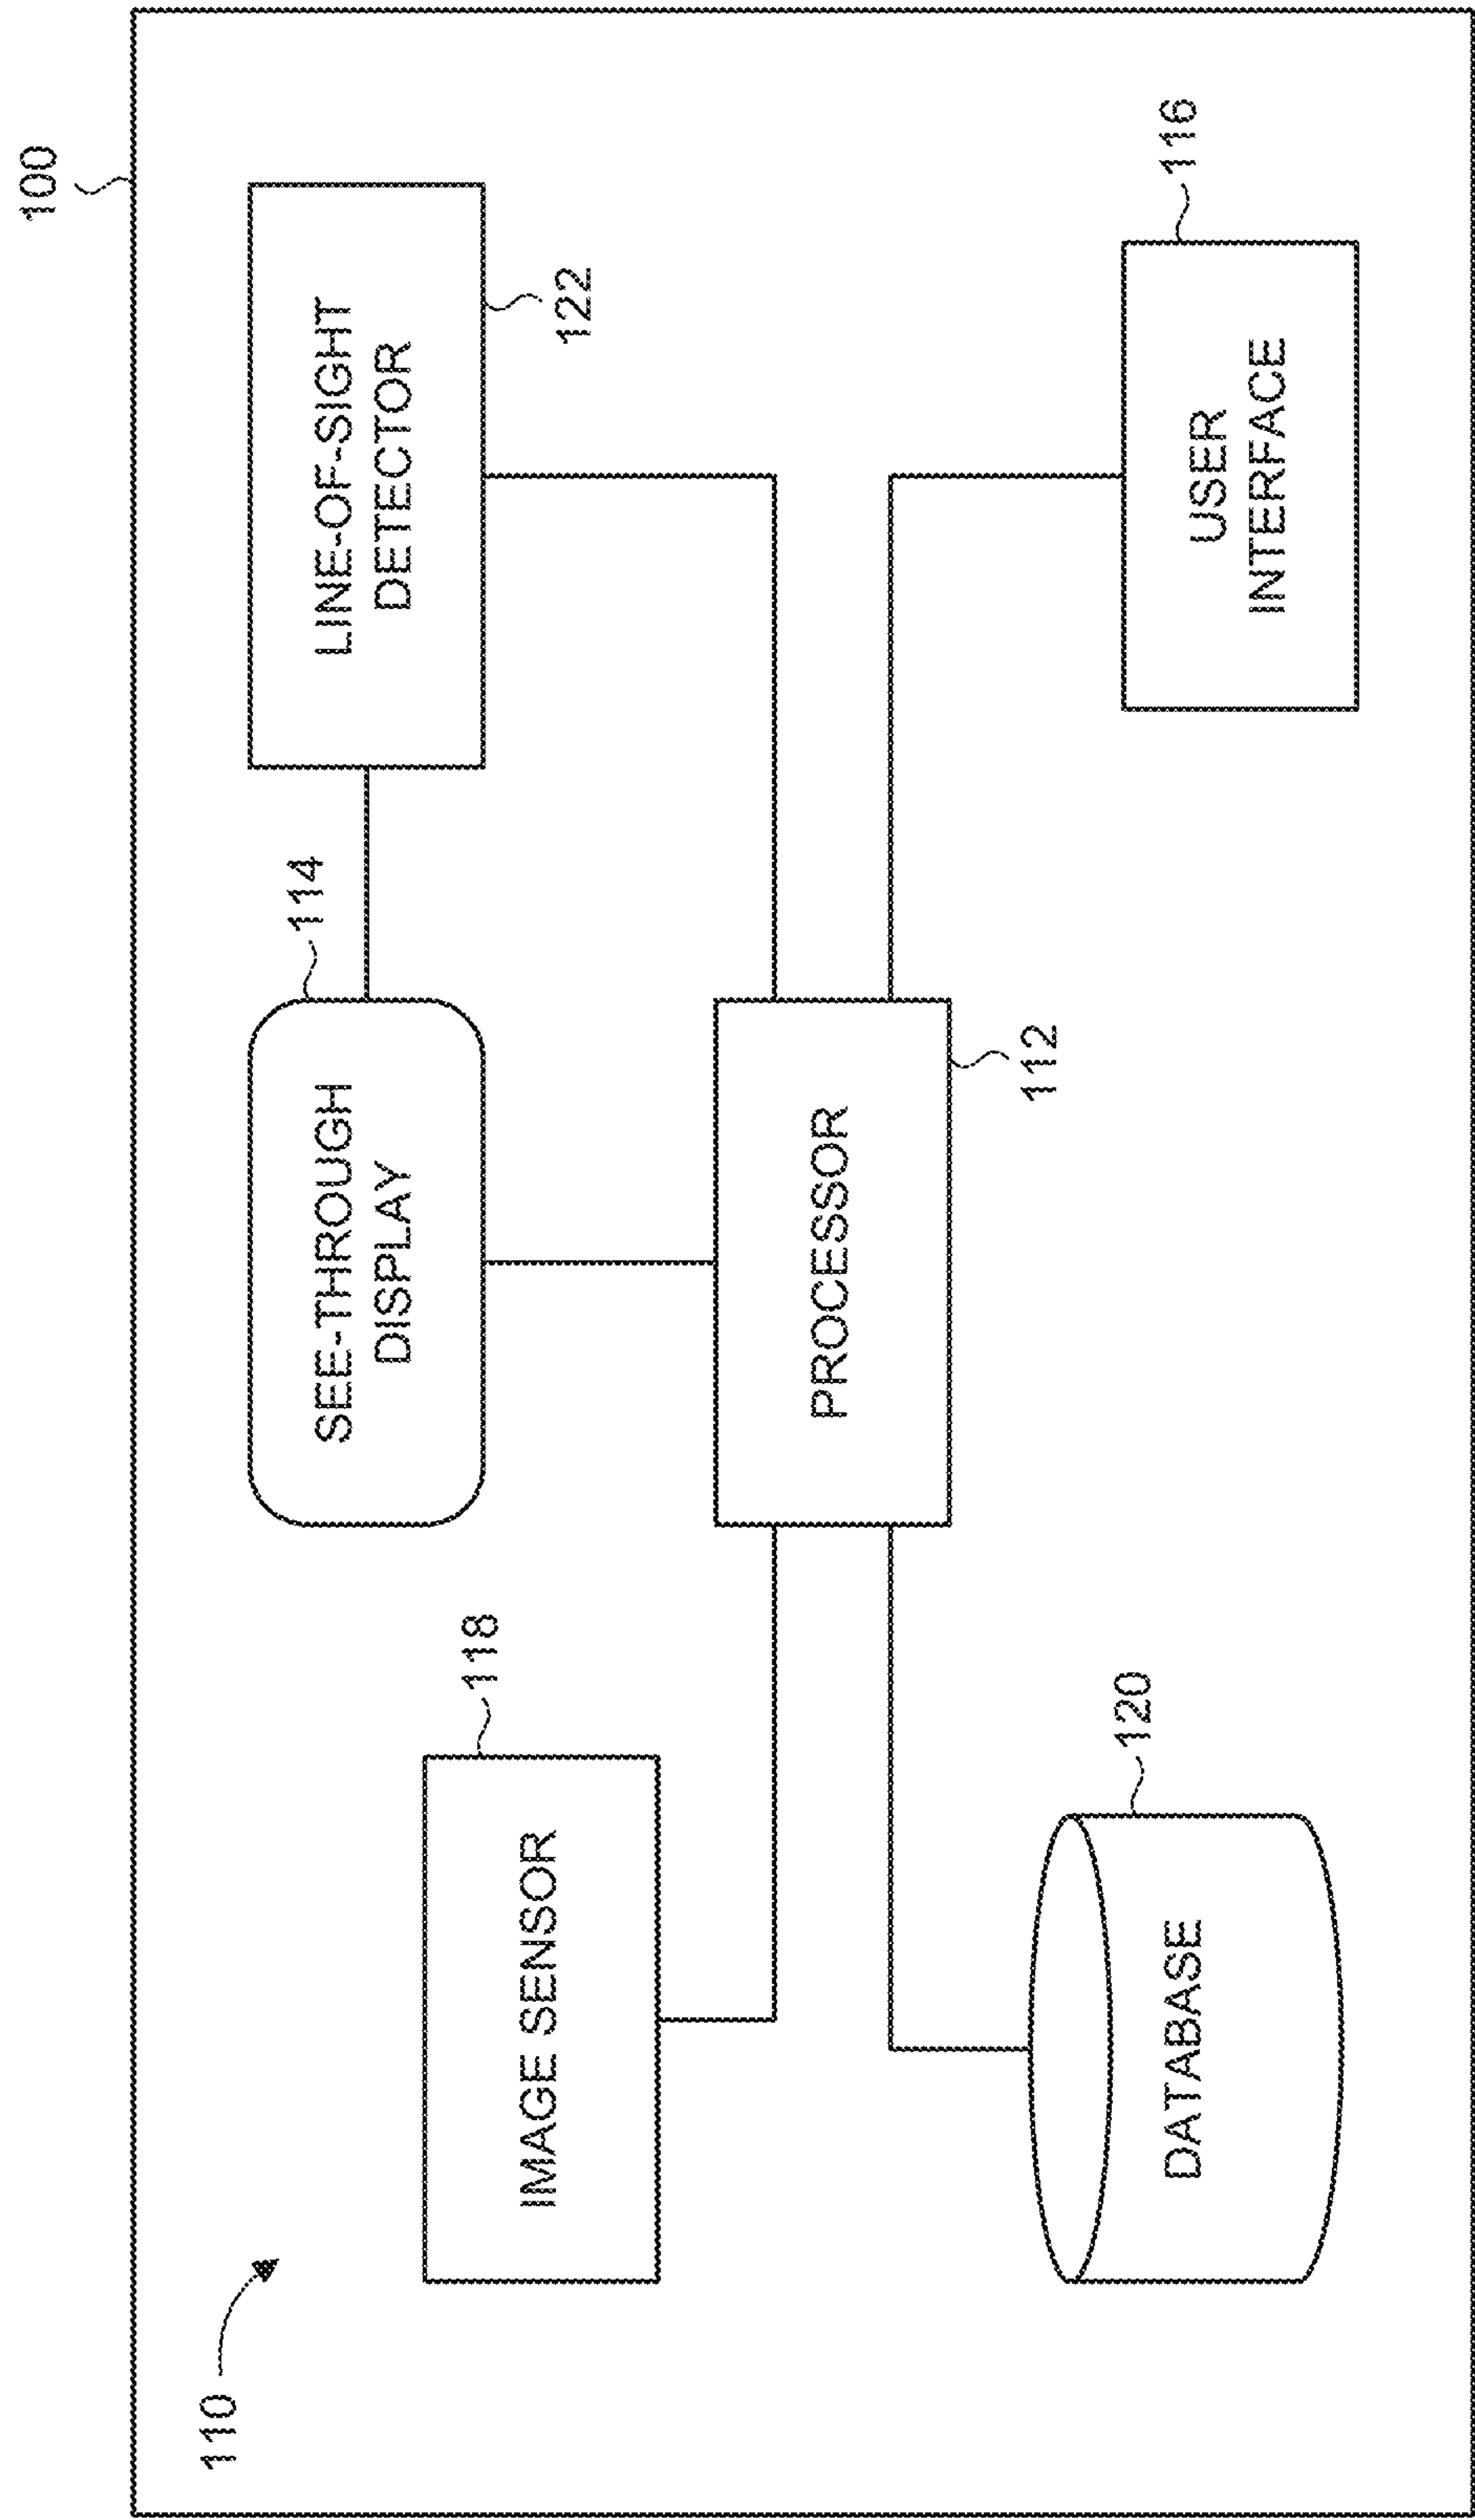 100
110
SEE-THROUGH
DISPLAY
114
LINE-OF-SIGHT
DETECTOR
122
IMAGE SENSOR
118
PROCESSOR
112
DATABASE
120
USER
INTERFACE
116